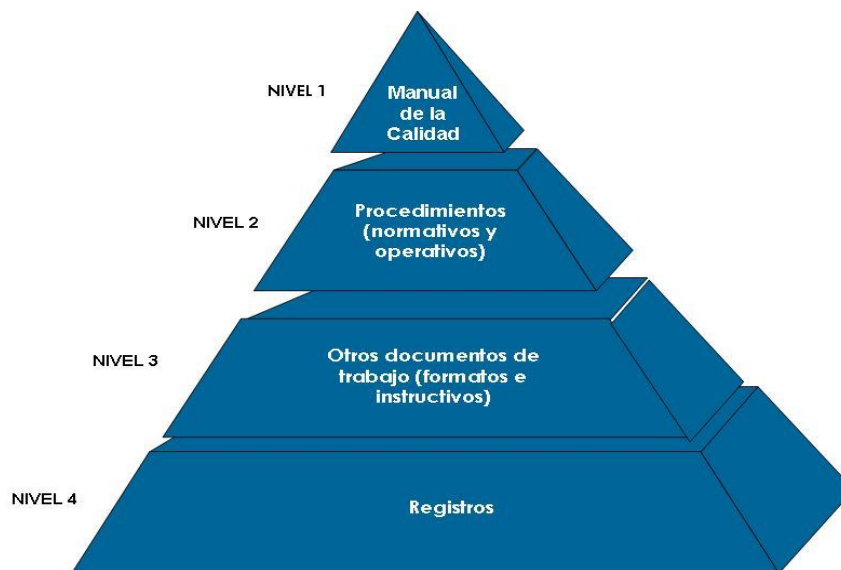 NIVEL 1
Manual
de la
Calidad
NIVEL 2
Procedimientos
(normativos y
operativos)
NIVEL 3
Otros documentos de
trabajo (formatos e
instructivos)
NIVEL 4
Registros